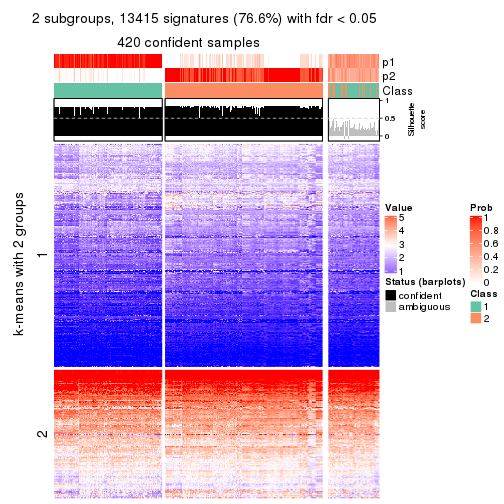 2 subgroups, 13415 signatures (76.6%) with fdr < 0.05
420 confident samples
p1
p2
Class
1
0.5
0
Silhouette
score
k-means with 2 groups
1
2
Value
5
4
3
2
1
Status (barplots)
confident
ambiguous
Prob
1
0.8
0.6
0.4
0.2
0
Class
1
2